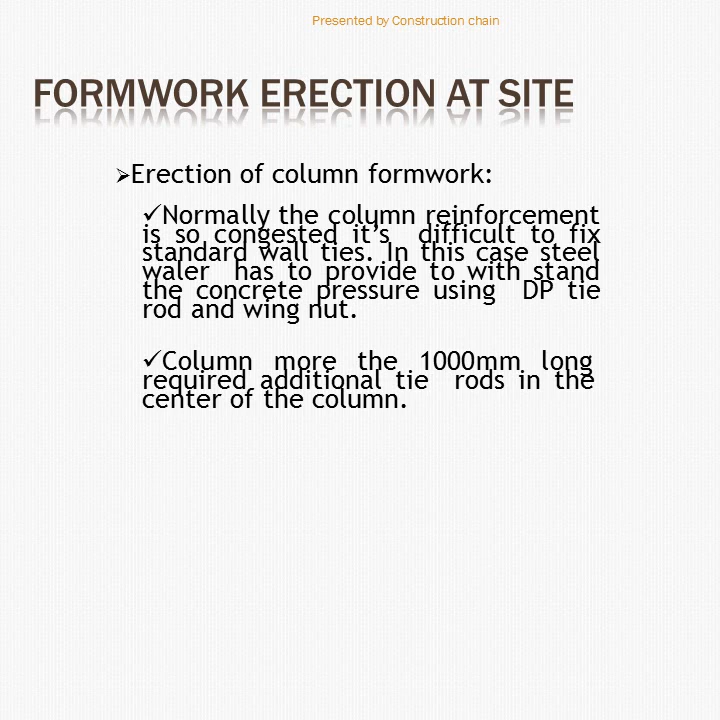 Presented by Construction chain
FORMWORK ERECTION AT SITE
➢Erection of column formwork:
✓Normally the column reinforcement
is so congested it’s difficult to fix
standard wall ties. In this case steel
waler has to provide to with stand
the concrete pressure using DP tie
rod and wing nut.
✓Column more the 1000mm long
required additional tie rods in the
center of the column.